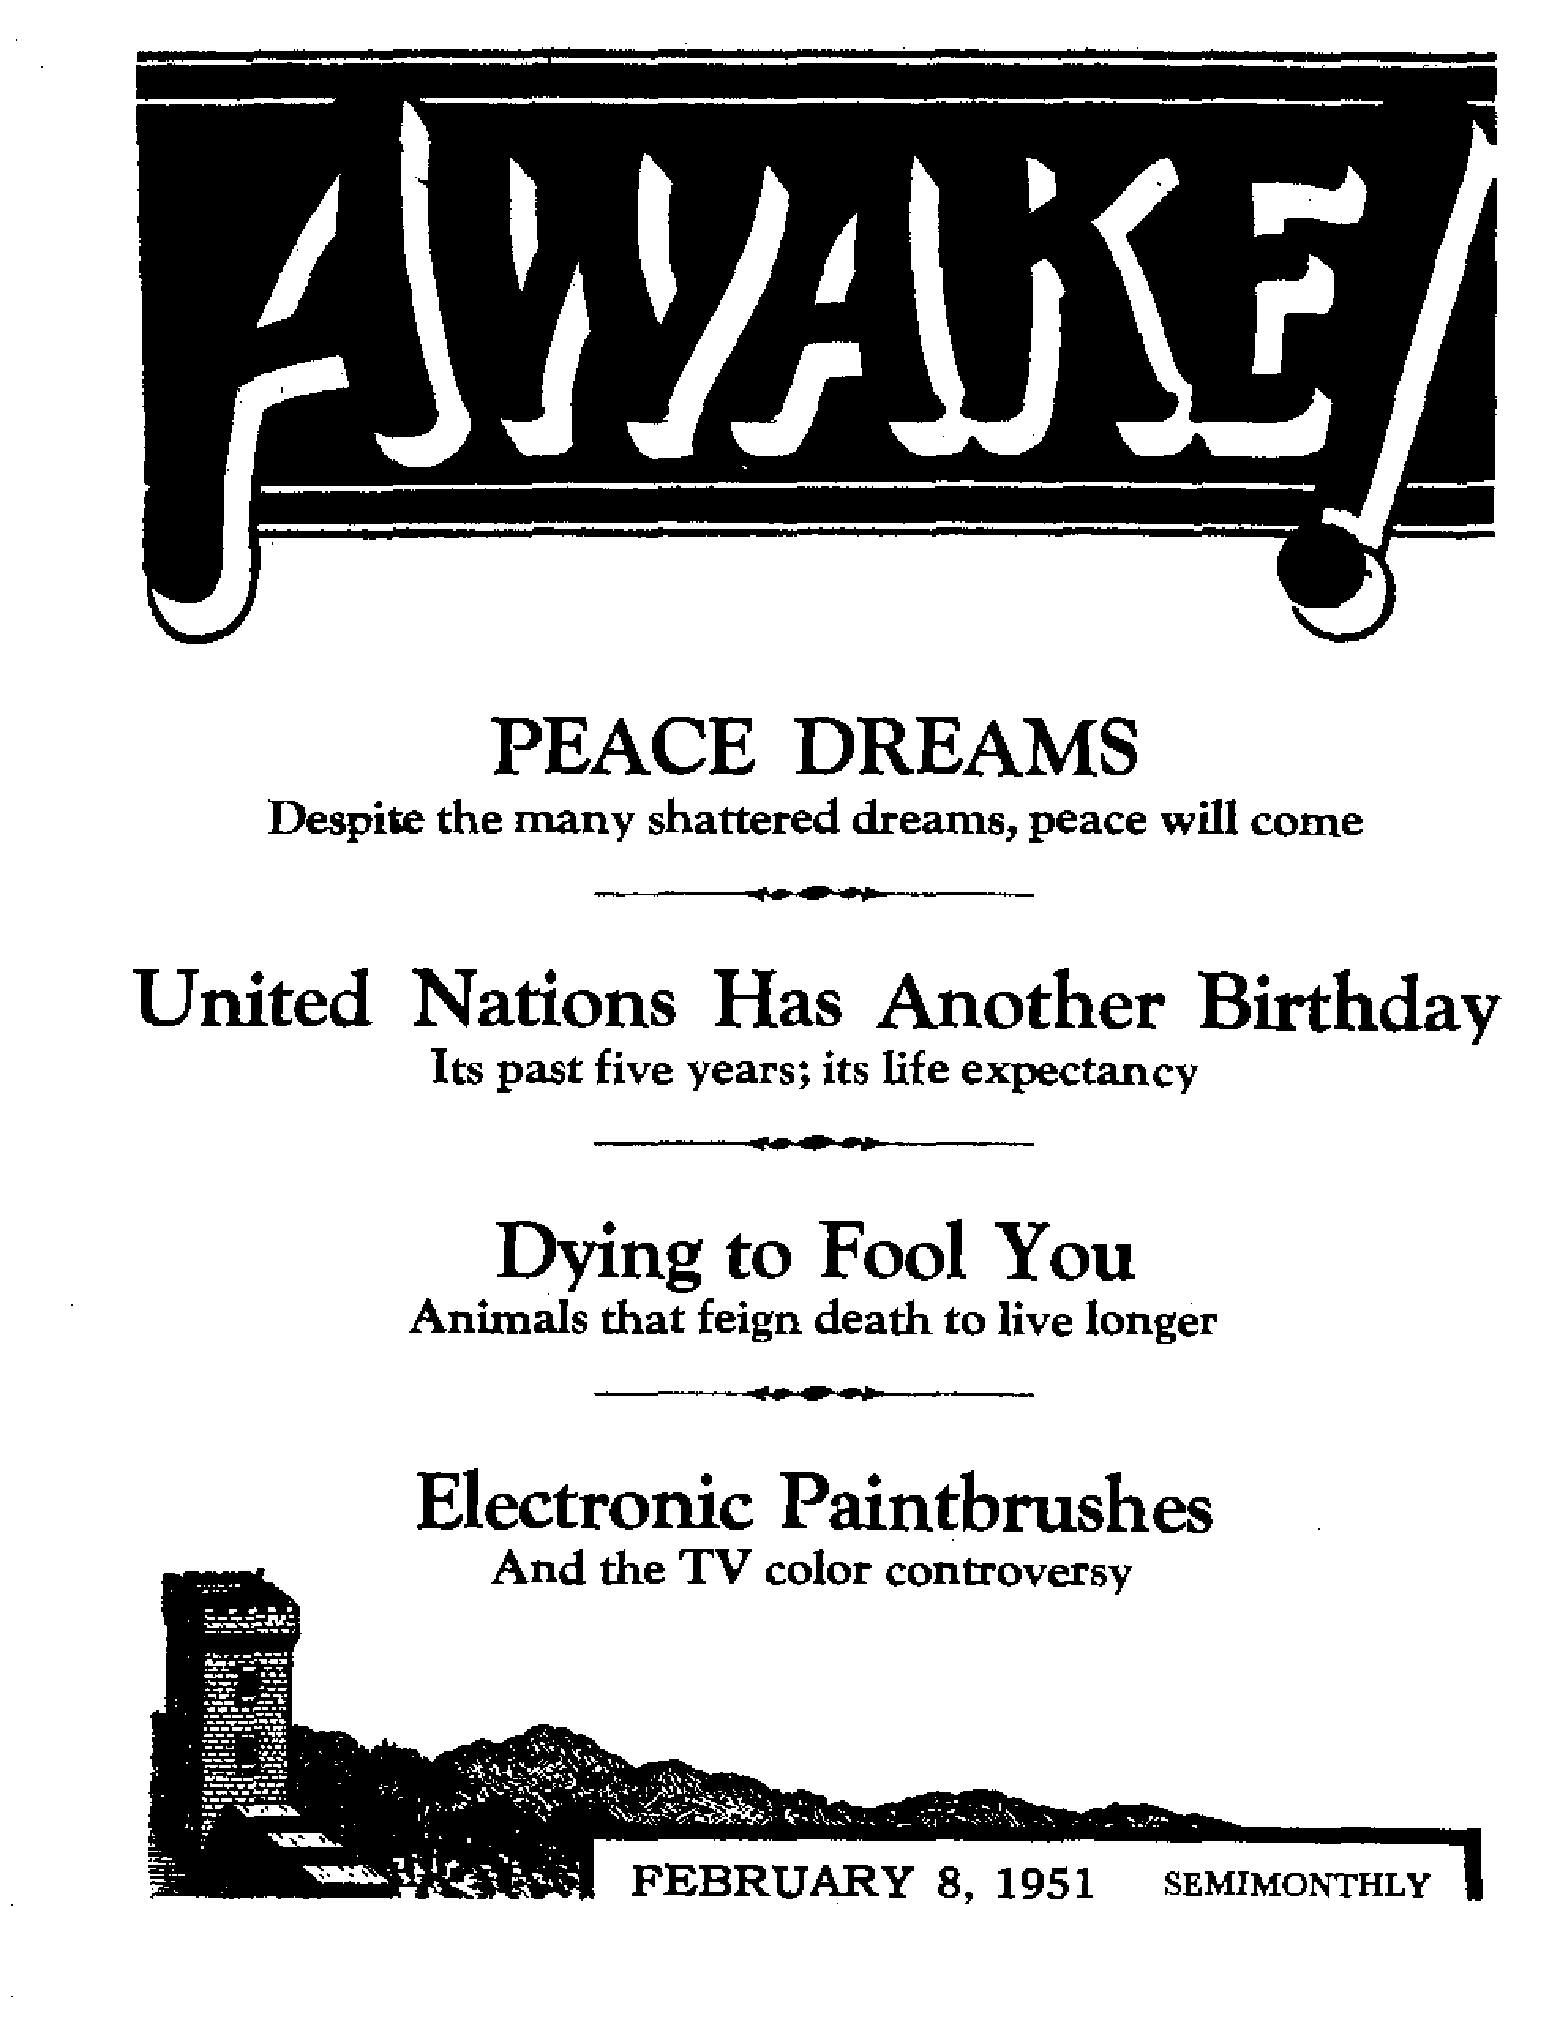 AWAKE!
PEACE DREAMS
Despite the many shattered dreams, peace will come
United Nations Has Another Birthday
Its past five years; its life expectancy
Dying to Fool You
Animals that feign death to live longer
Electronic Paintbrushes
And the TV color controversy
FEBRUARY 8, 1951 SEMIMONTHLY